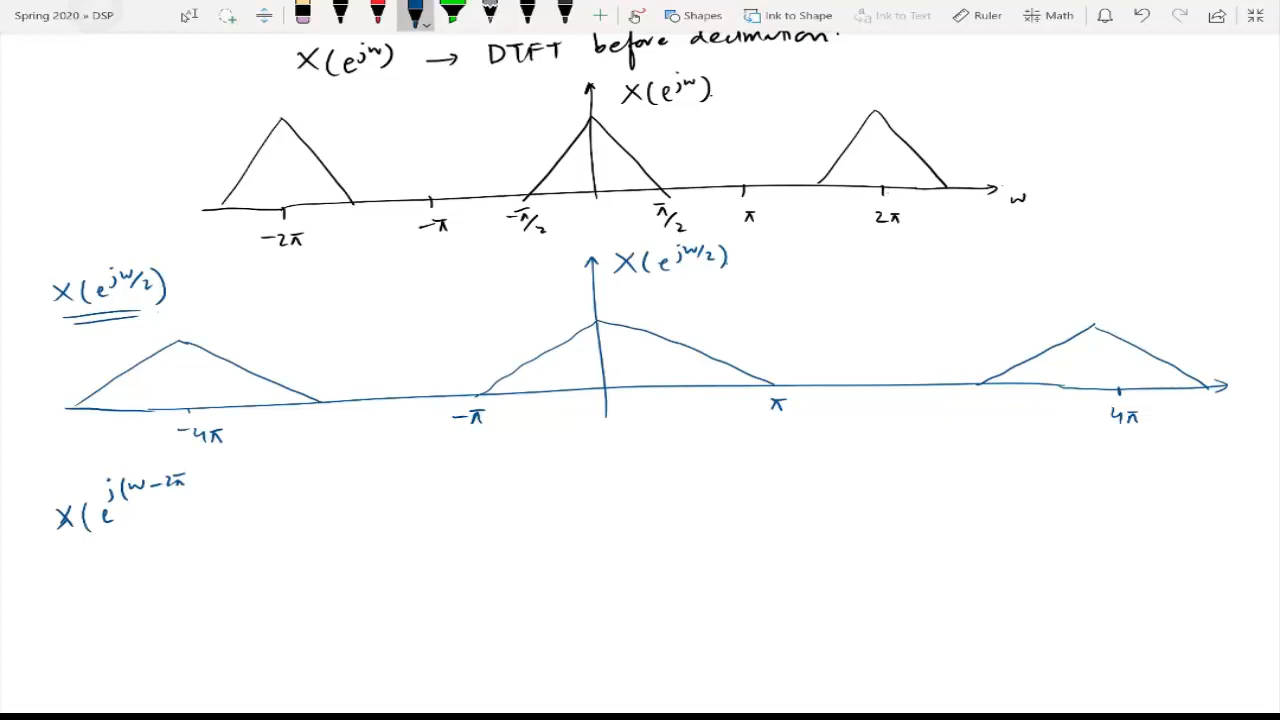 Spring 2020 » DSP
Shapes
Ink to Shape
Ink to Text
Ruler
Math
X(e^jw) → DTFT before decimation.
X(e^jw)
-2π -π -π/2 π/2 π 2π w
X(e^jw/2)
X(e^jw/2)
-4π -π π 4π
X(e^j(w-2π